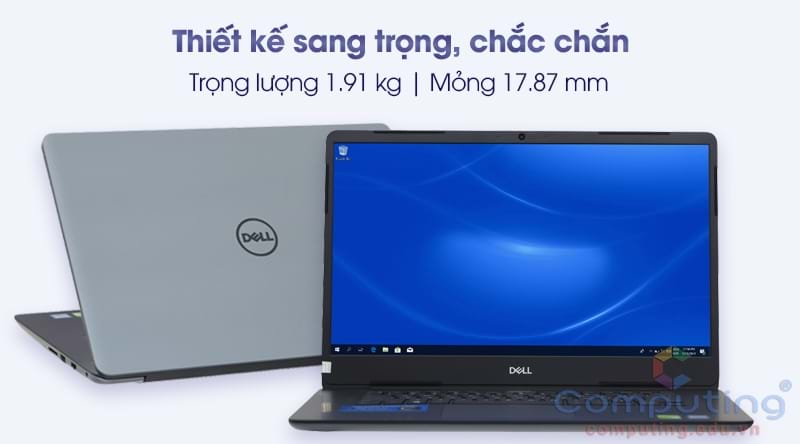 Thiết kế sang trọng, chắc chắn
Trọng lượng 1.91 kg | Mỏng 17.87 mm
DELL
DELL
Computing®
computing.edu.vn